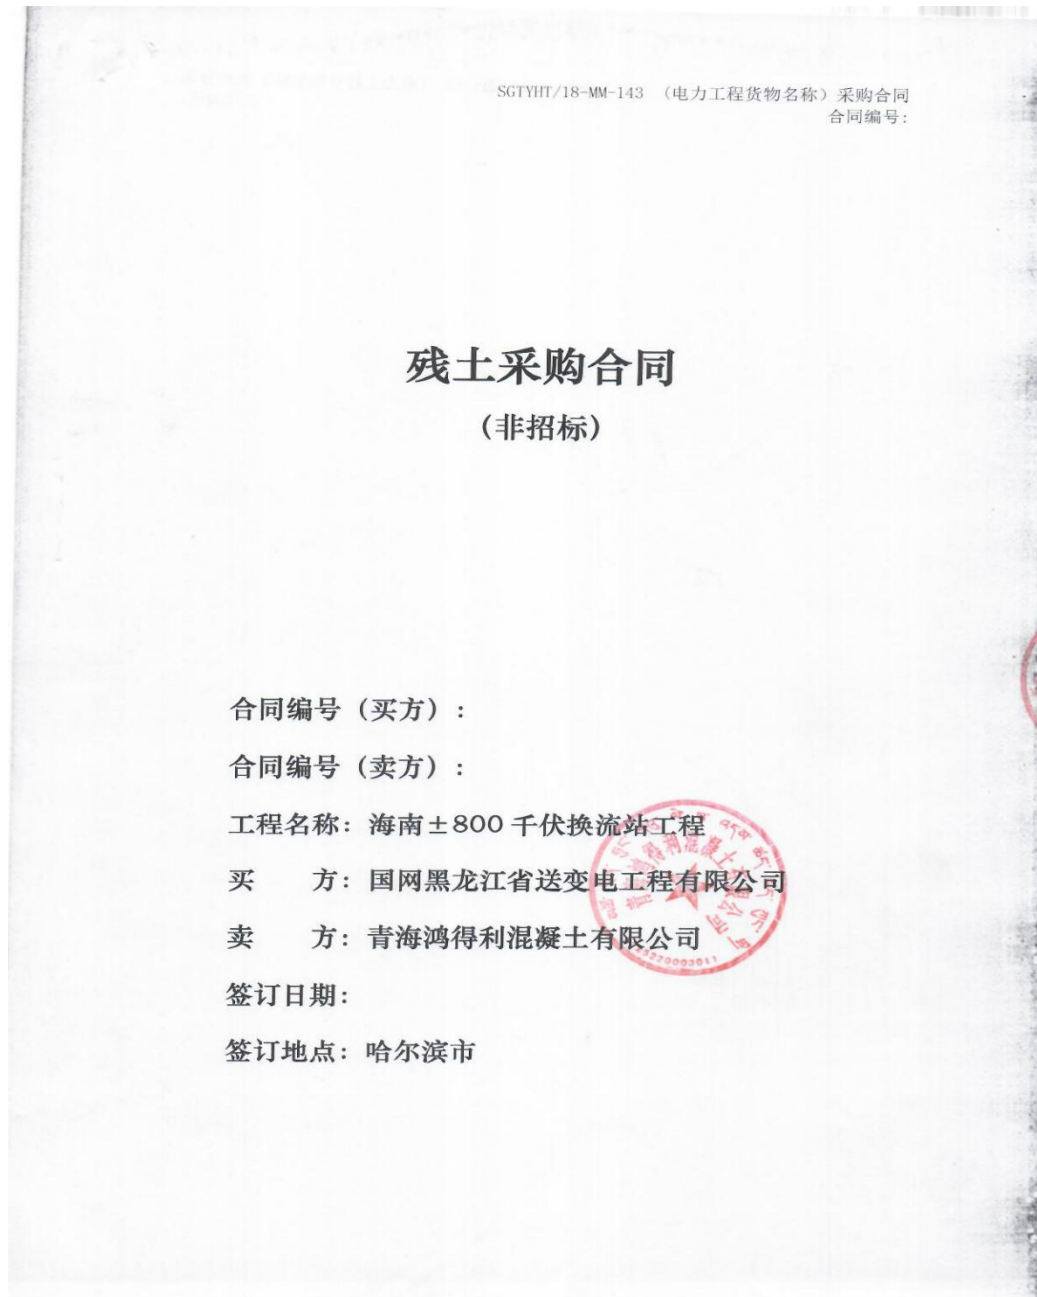 SGTYHT/18-MM-143 （电力工程货物名称）采购合同
合同编号：
残土采购合同
（非招标）
合同编号（买方）：
合同编号（卖方）：
工程名称：海南±800 千伏换流站工程
买 方：国网黑龙江省送变电工程有限公司
卖 方：青海鸿得利混凝土有限公司
签订日期：
签订地点：哈尔滨市